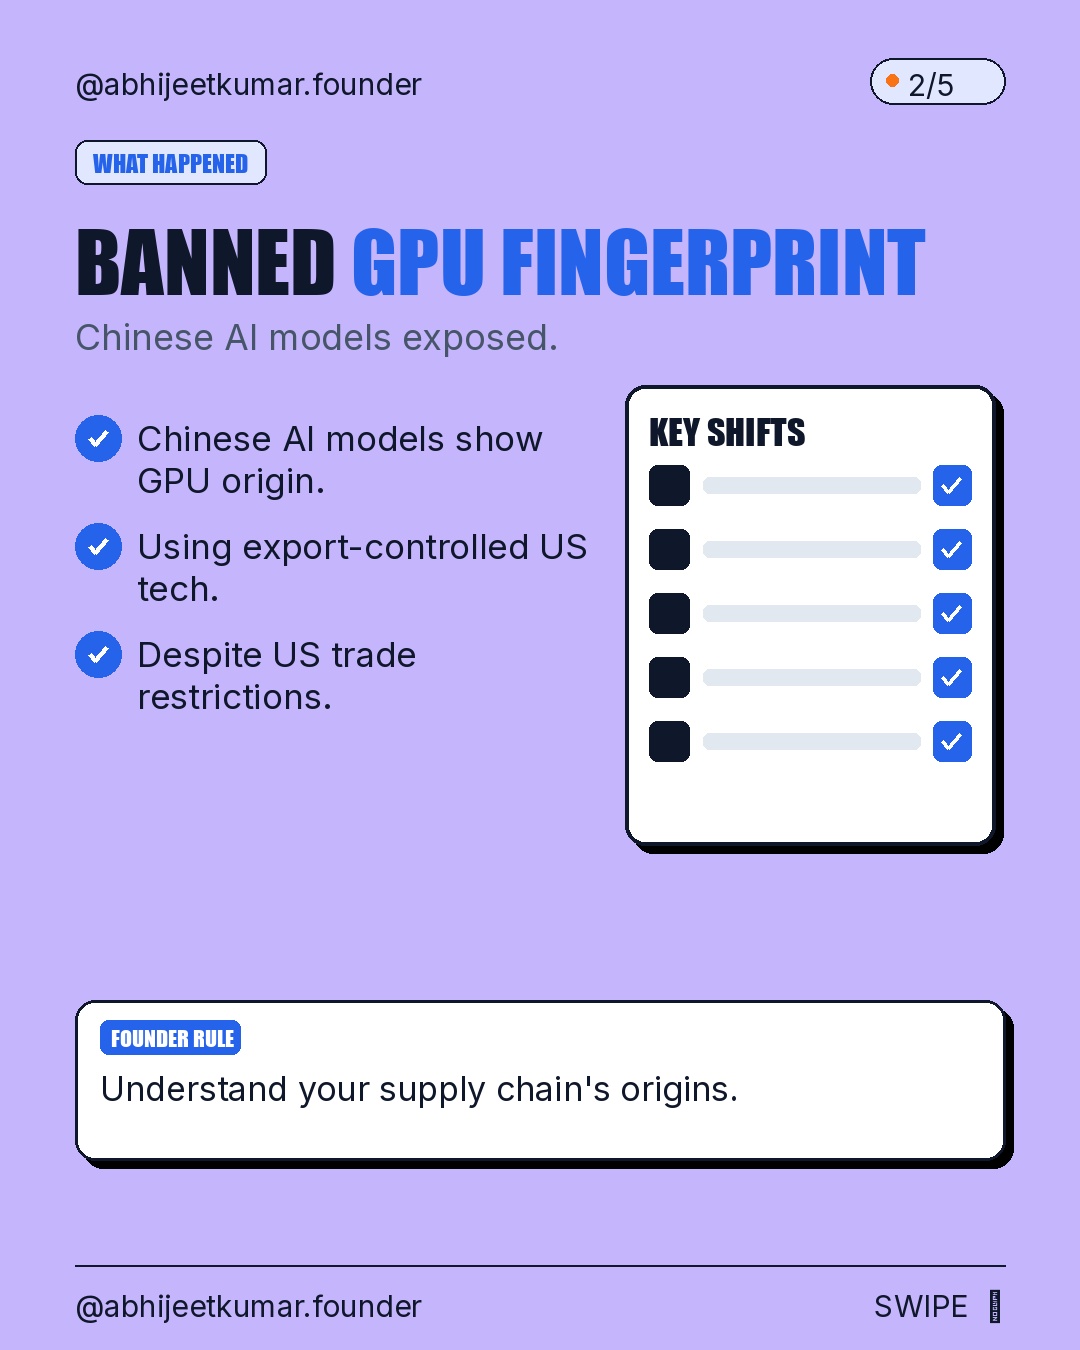 @abhijeetkumar.founder
2/5
WHAT HAPPENED
BANNED GPU FINGERPRINT
Chinese AI models exposed.
Chinese AI models show
GPU origin.
Using export-controlled US
tech.
Despite US trade
restrictions.
KEY SHIFTS
FOUNDER RULE
Understand your supply chain's origins.
@abhijeetkumar.founder
SWIPE